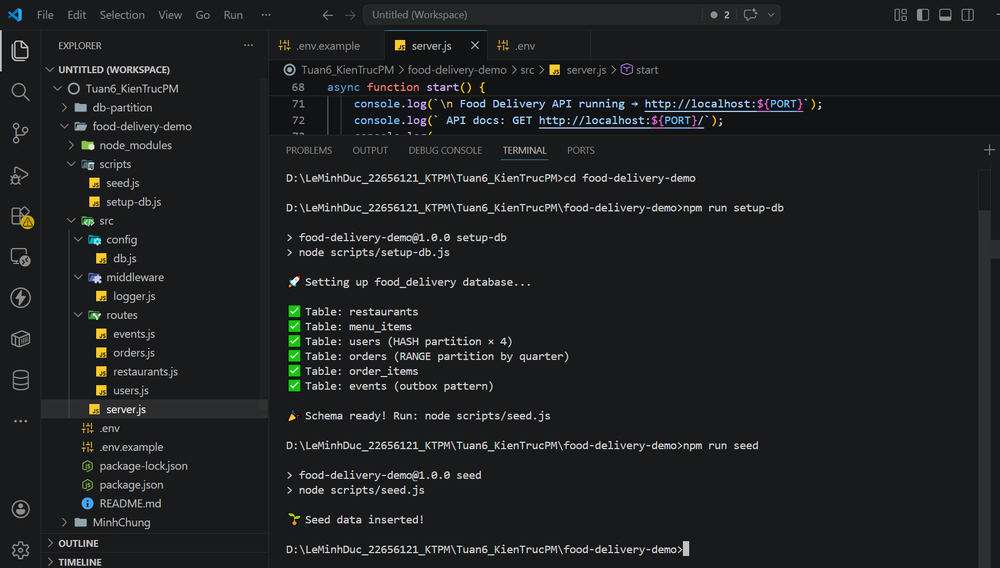 File Edit Selection View Go Run ···
Untitled (Workspace)
2
EXPLORER
UNTITLED (WORKSPACE)
Tuan6_KienTrucPM
db-partition
food-delivery-demo
node_modules
scripts
seed.js
setup-db.js
src
config
db.js
middleware
logger.js
routes
events.js
orders.js
restaurants.js
users.js
server.js
.env
.env.example
package-lock.json
package.json
README.md
MinhChung
OUTLINE
TIMELINE
.env.example server.js .env
Tuan6_KienTrucPM > food-delivery-demo > src > server.js > start
68 async function start() {
71 console.log(`\n Food Delivery API running → http://localhost:${PORT}`);
72 console.log(` API docs: GET http://localhost:${PORT}/`);
PROBLEMS OUTPUT DEBUG CONSOLE TERMINAL PORTS
D:\LeMinhDuc_22656121_KTPM\Tuan6_KienTrucPM>cd food-delivery-demo
D:\LeMinhDuc_22656121_KTPM\Tuan6_KienTrucPM\food-delivery-demo>npm run setup-db
> food-delivery-demo@1.0.0 setup-db
> node scripts/setup-db.js
🚀 Setting up food_delivery database...
✅ Table: restaurants
✅ Table: menu_items
✅ Table: users (HASH partition × 4)
✅ Table: orders (RANGE partition by quarter)
✅ Table: order_items
✅ Table: events (outbox pattern)
🎉 Schema ready! Run: node scripts/seed.js
D:\LeMinhDuc_22656121_KTPM\Tuan6_KienTrucPM\food-delivery-demo>npm run seed
> food-delivery-demo@1.0.0 seed
> node scripts/seed.js
🌱 Seed data inserted!
D:\LeMinhDuc_22656121_KTPM\Tuan6_KienTrucPM\food-delivery-demo>